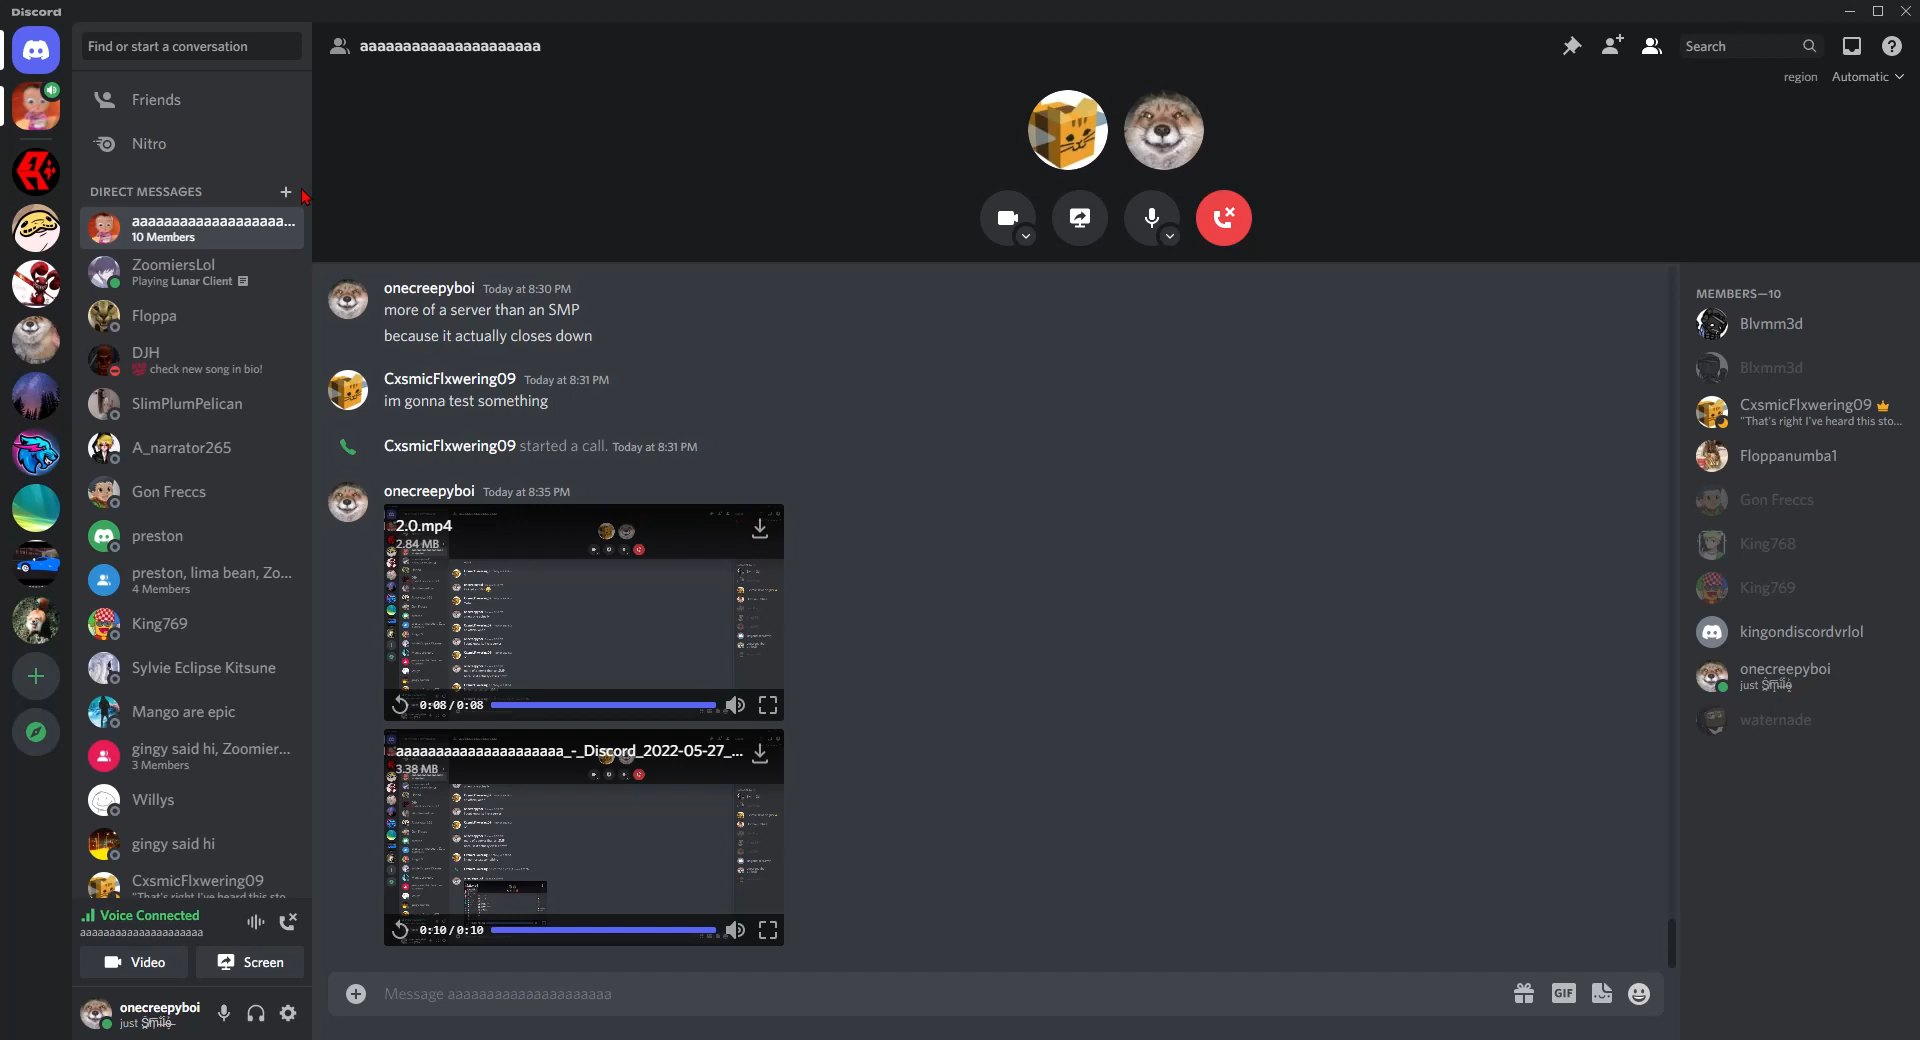 Discord
Find or start a conversation
Friends
Nitro
DIRECT MESSAGES
aaaaaaaaaaaaaaaaaaa...
10 Members
ZoomiersLol
Playing Lunar Client
Floppa
DJH
💯 check new song in bio!
SlimPlumPelican
A_narrator265
Gon Freccs
preston
preston, lima bean, Zo...
4 Members
King769
Sylvie Eclipse Kitsune
Mango are epic
gingy said hi, Zoomier...
3 Members
Willys
gingy said hi
CxsmicFlxwering09
"That's right I've heard this sto...
Voice Connected
aaaaaaaaaaaaaaaaaaaaa
Video
Screen
onecreepyboi
just Smile
aaaaaaaaaaaaaaaaaaaaa
Search
region Automatic
onecreepyboi Today at 8:30 PM
more of a server than an SMP
because it actually closes down
CxsmicFlxwering09 Today at 8:31 PM
im gonna test something
CxsmicFlxwering09 started a call. Today at 8:31 PM
onecreepyboi Today at 8:35 PM
2.0.mp4
2.84 MB
0:08/0:08
aaaaaaaaaaaaaaaaaaaaa_-_Discord_2022-05-27_...
3.38 MB
0:10/0:10
Message aaaaaaaaaaaaaaaaaaaaa
GIF
MEMBERS—10
Blvmm3d
Blxmm3d
CxsmicFlxwering09
"That's right I've heard this sto...
Floppanumba1
Gon Freccs
King768
King769
kingondiscordvrlol
onecreepyboi
just Smile
waternade